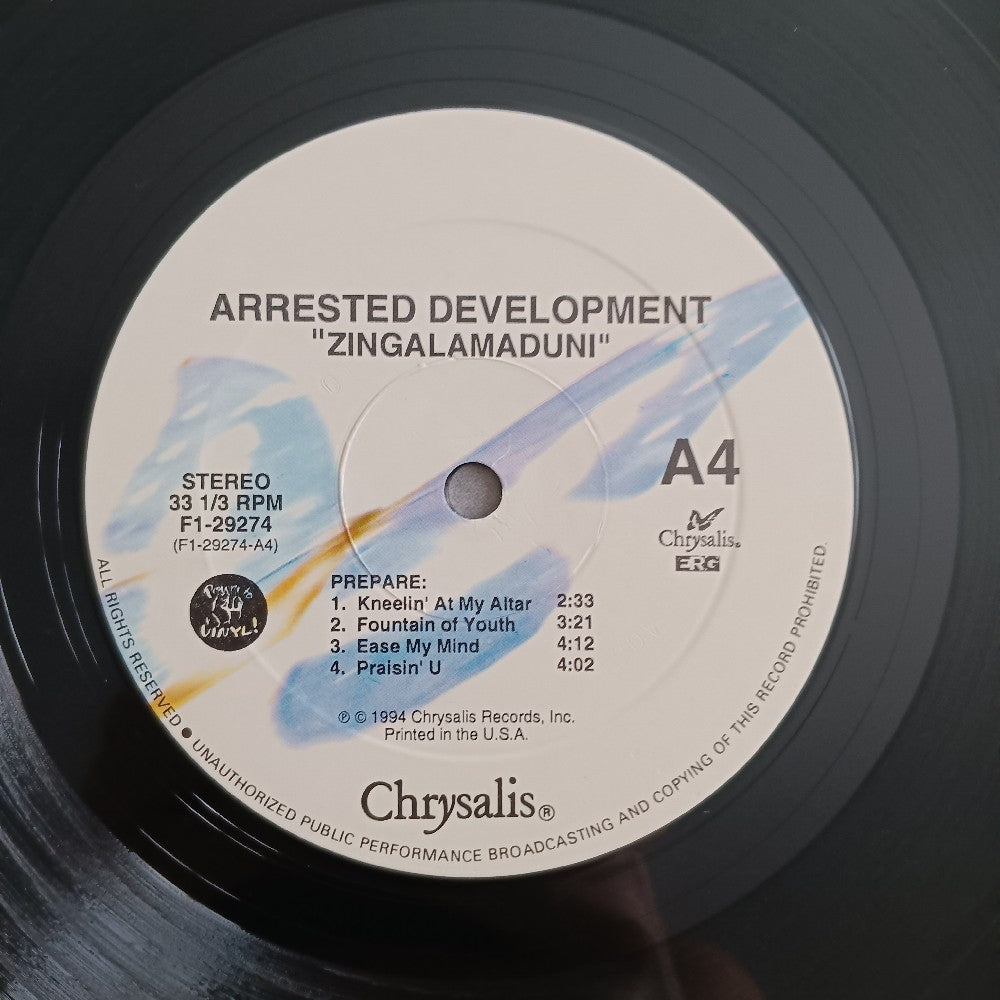 ARRESTED DEVELOPMENT
"ZINGALAMADUNI"
STEREO
33 1/3 RPM
F1-29274
(F1-29274-A4)
A4
Chrysalis®
ERG
VINYL!
PREPARE:
1. Kneelin' At My Altar 2:33
2. Fountain of Youth 3:21
3. Ease My Mind 4:12
4. Praisin' U 4:02
℗ © 1994 Chrysalis Records, Inc.
Printed in the U.S.A.
Chrysalis®
ALL RIGHTS RESERVED ● UNAUTHORIZED PUBLIC PERFORMANCE BROADCASTING AND COPYING OF THIS RECORD PROHIBITED.